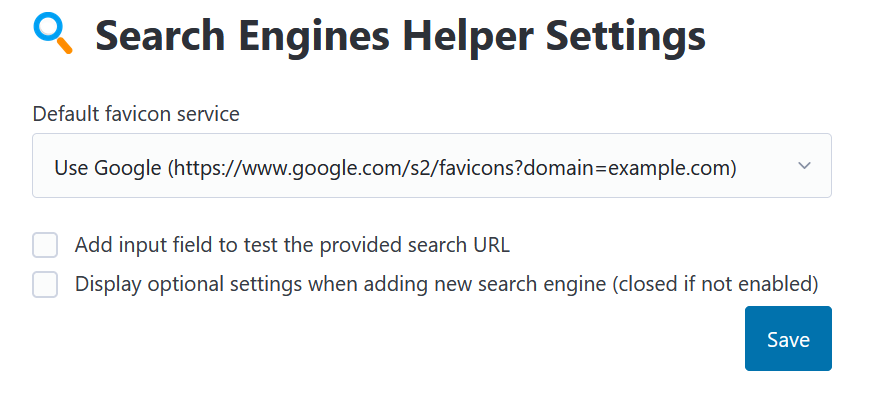 Search Engines Helper Settings
Default favicon service
Use Google (https://www.google.com/s2/favicons?domain=example.com)
Add input field to test the provided search URL
Display optional settings when adding new search engine (closed if not enabled)
Save